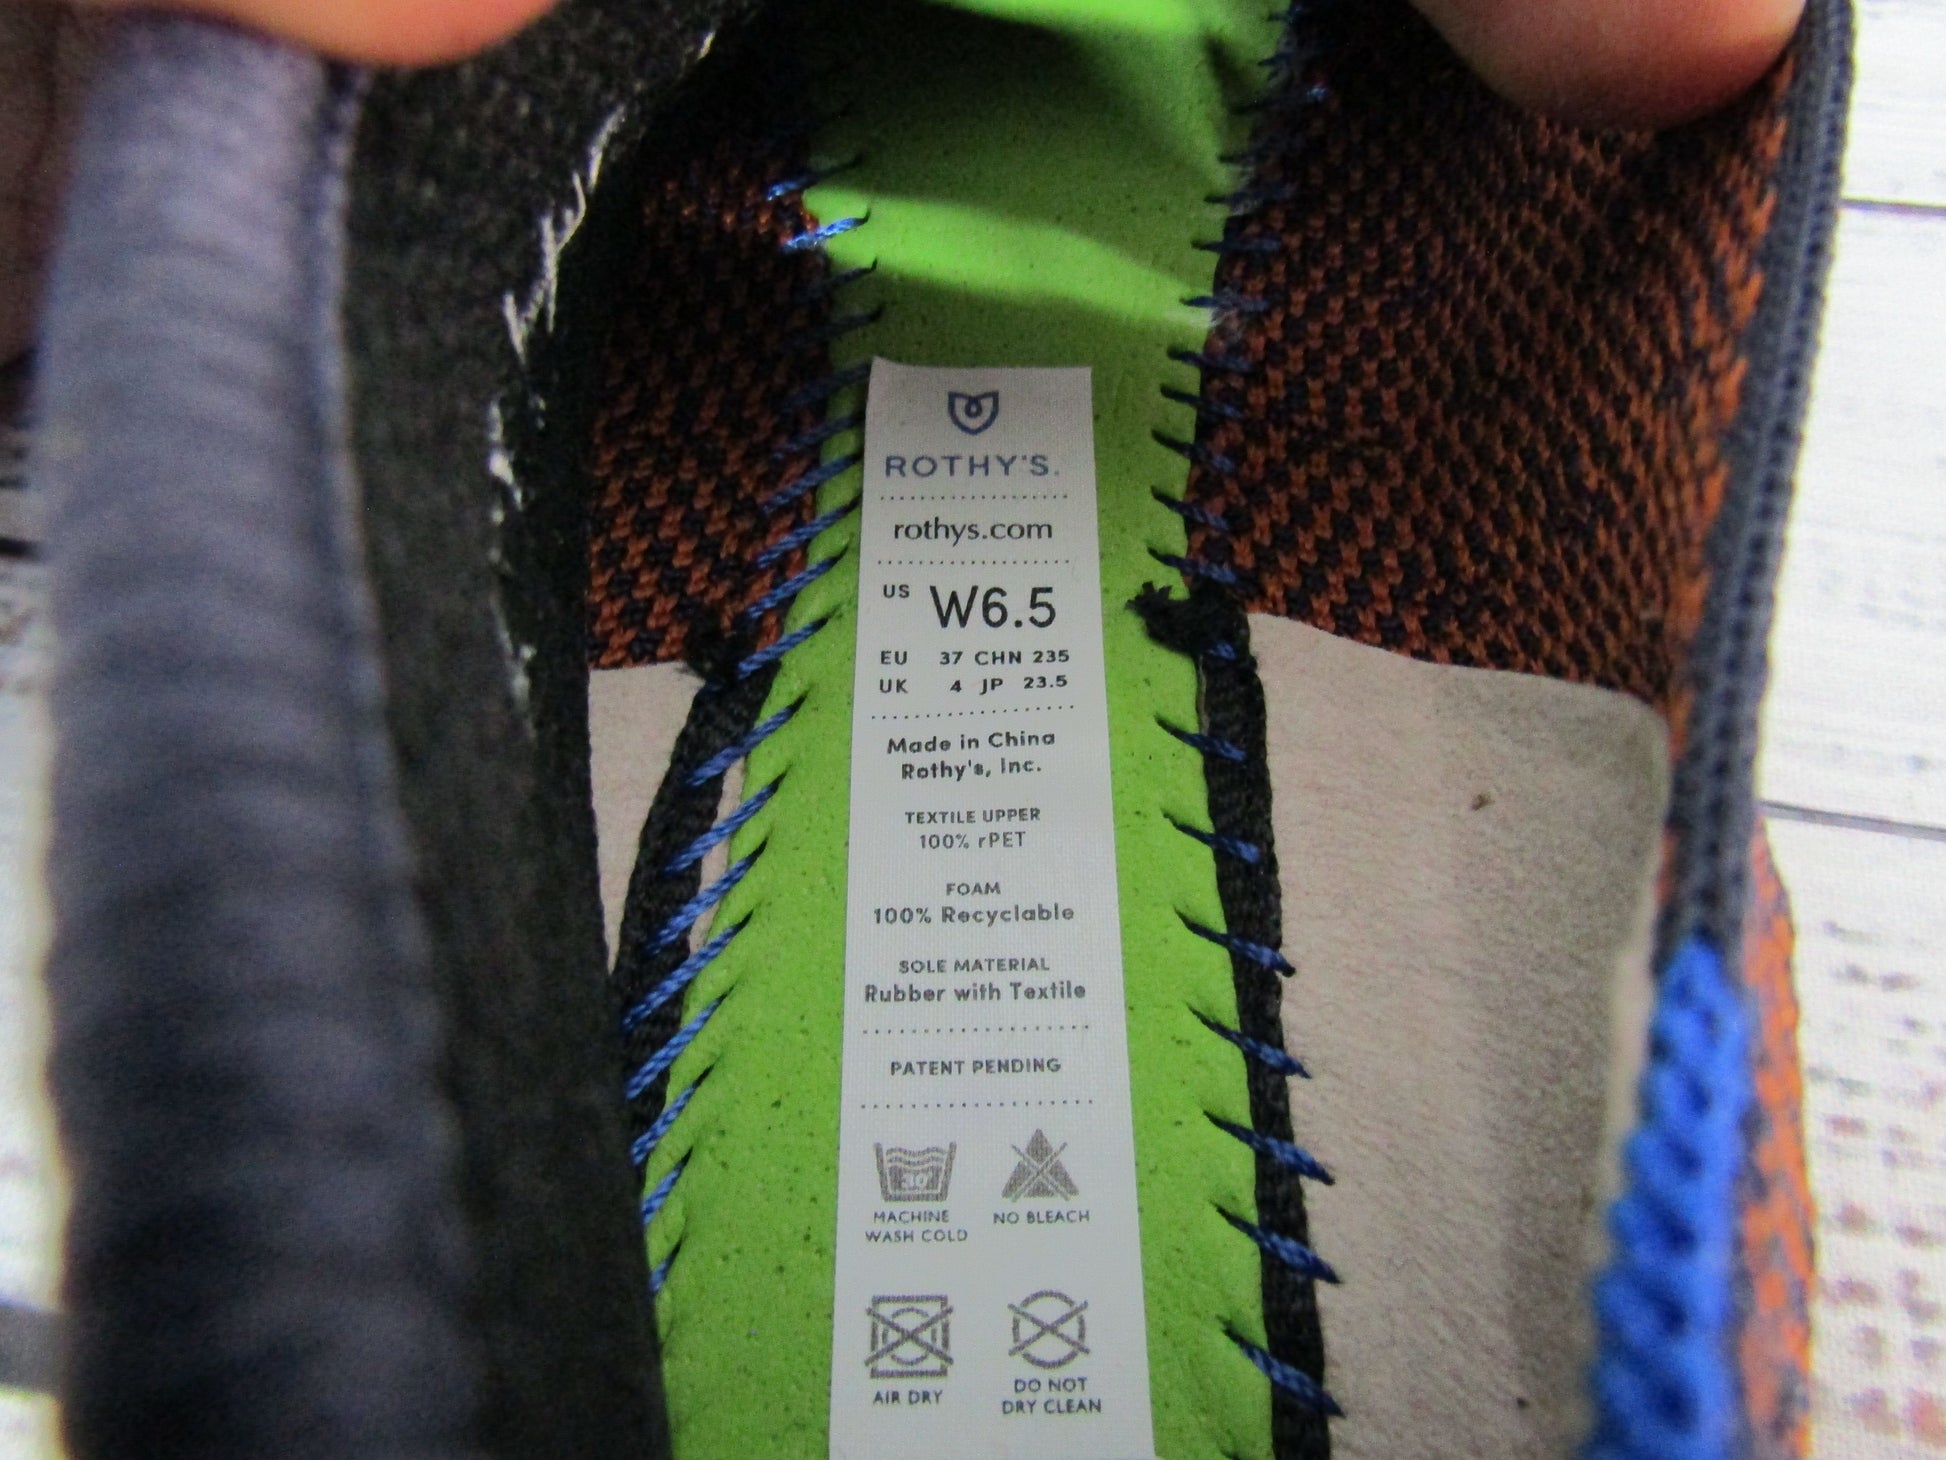 ROTHY'S.
rothys.com
US W6.5
EU 37 CHN 235
UK 4 JP 23.5
Made in China
Rothy's, Inc.
TEXTILE UPPER
100% rPET
FOAM
100% Recyclable
SOLE MATERIAL
Rubber with Textile
PATENT PENDING
30
MACHINE WASH COLD
NO BLEACH
AIR DRY
DO NOT DRY CLEAN